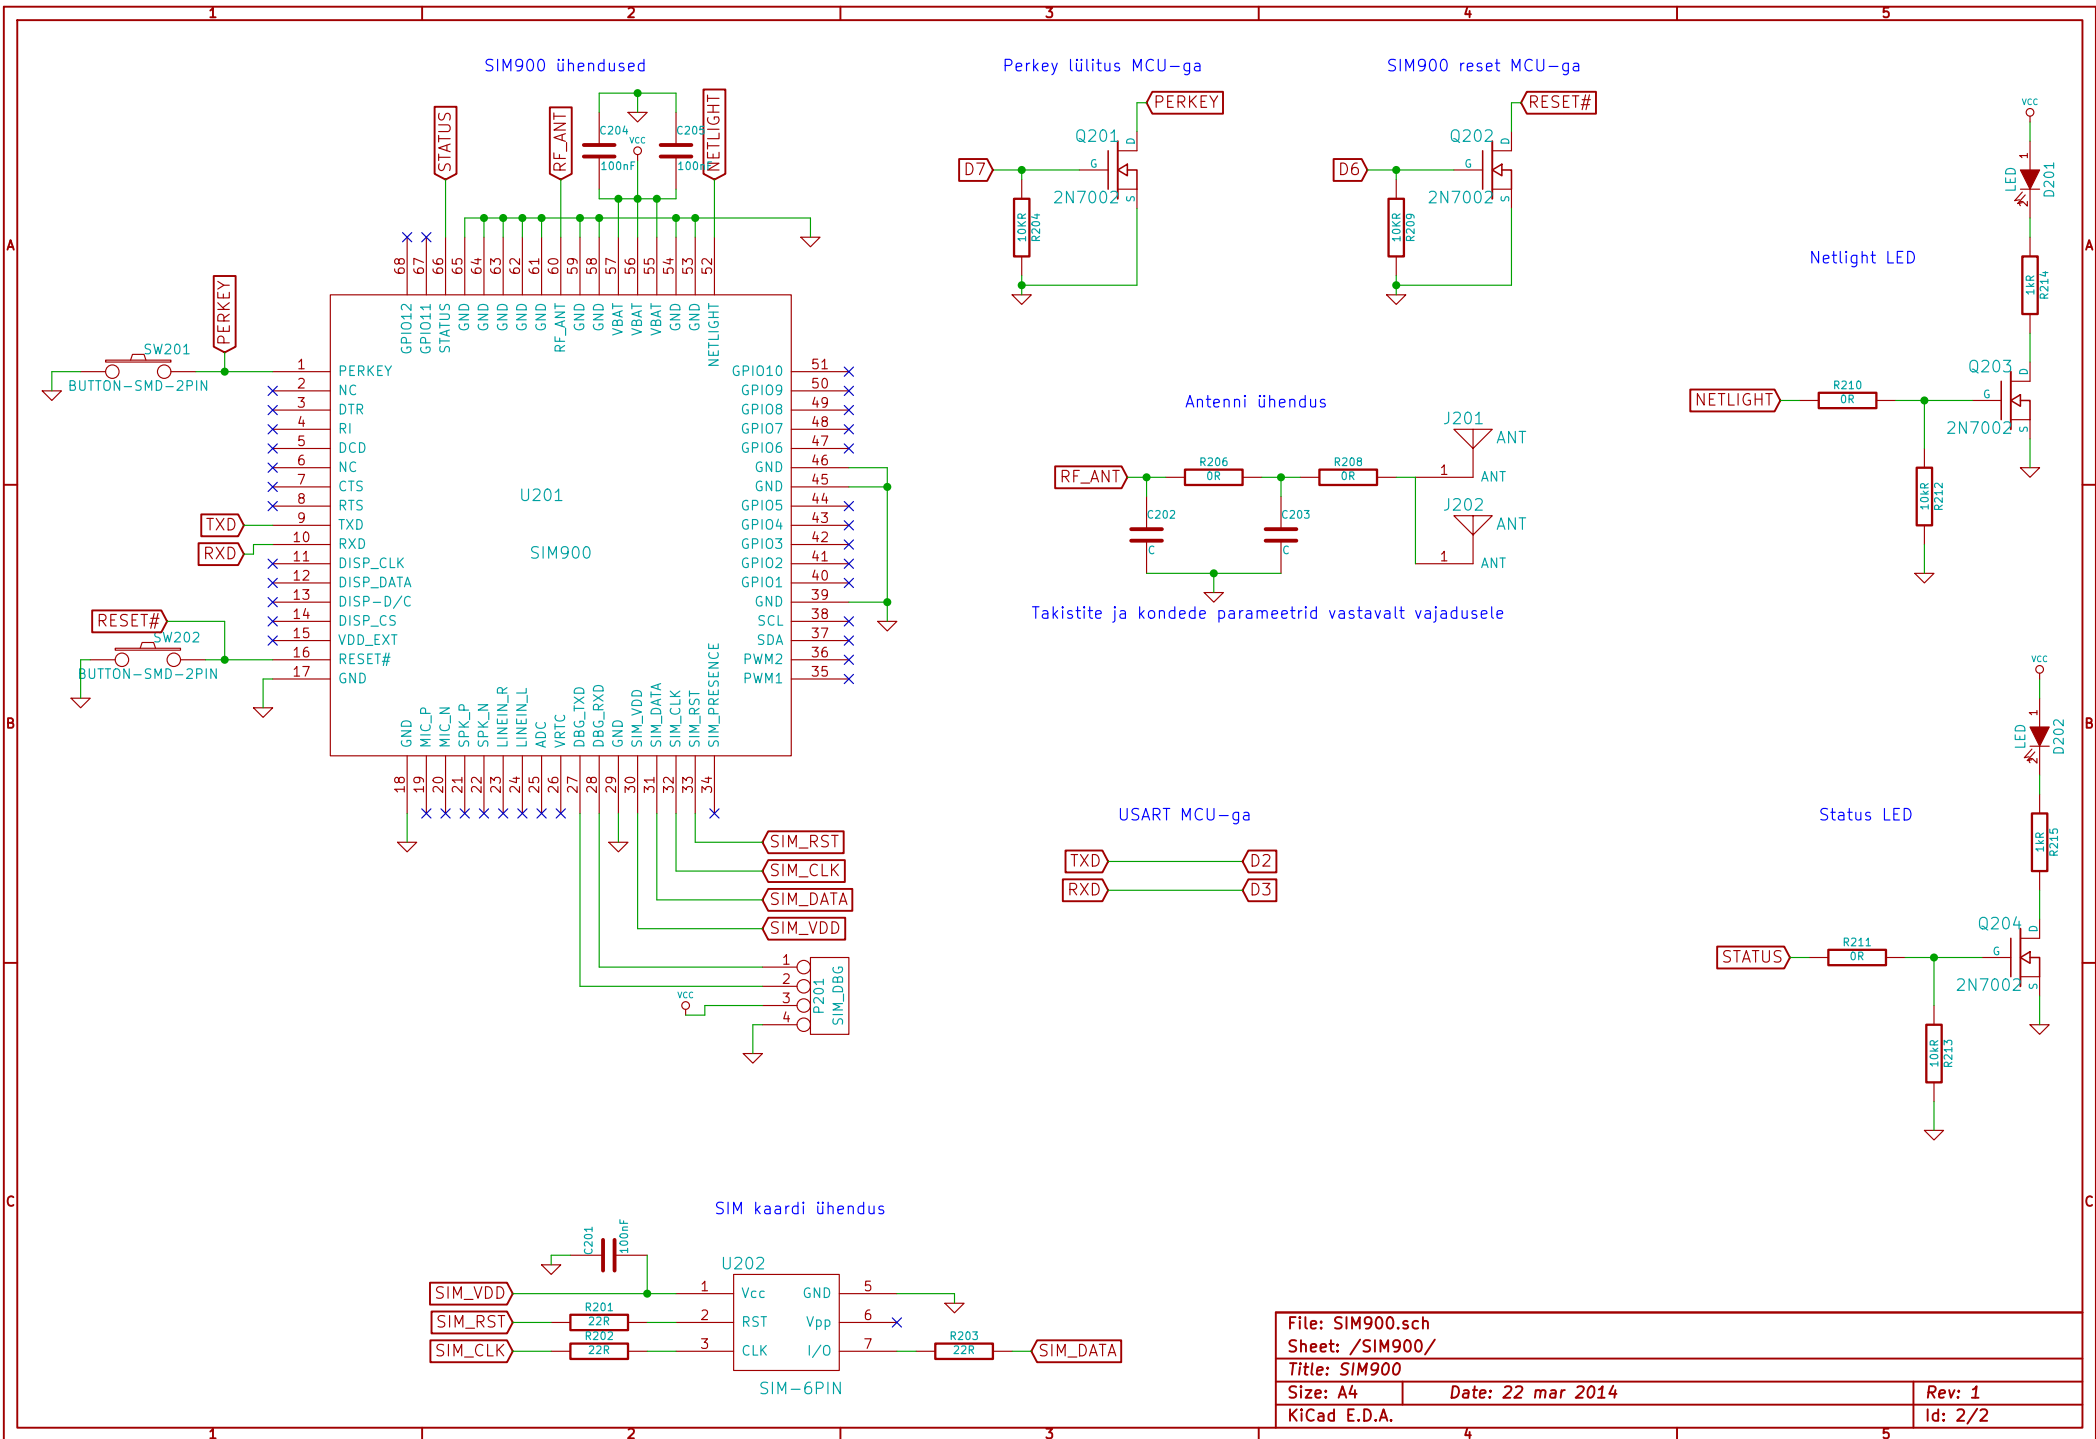 1 2 3 4 5
A
B
C
A
B
C
SIM900 ühendused
STATUS
RF_ANT
NETLIGHT
C204
100nF
VCC
C205
100nF
68 67 66 65 64 63 62 61 60 59 58 57 56 55 54 53 52
GPIO12
GPIO11
STATUS
GND
GND
GND
GND
GND
RF_ANT
GND
GND
VBAT
VBAT
VBAT
GND
GND
NETLIGHT
PERKEY
SW201
BUTTON-SMD-2PIN
1 PERKEY
2 NC
3 DTR
4 RI
5 DCD
6 NC
7 CTS
8 RTS
TXD 9 TXD
RXD 10 RXD
11 DISP_CLK
12 DISP_DATA
13 DISP-D/C
14 DISP_CS
15 VDD_EXT
16 RESET#
17 GND
RESET#
SW202
BUTTON-SMD-2PIN
U201
SIM900
GPIO10 51
GPIO9 50
GPIO8 49
GPIO7 48
GPIO6 47
GND 46
GND 45
GPIO5 44
GPIO4 43
GPIO3 42
GPIO2 41
GPIO1 40
GND 39
SCL 38
SDA 37
PWM2 36
PWM1 35
GND
MIC_P
MIC_N
SPK_P
SPK_N
LINEIN_R
LINEIN_L
ADC
VRTC
DBG_TXD
DBG_RXD
GND
SIM_VDD
SIM_DATA
SIM_CLK
SIM_RST
SIM_PRESENCE
18 19 20 21 22 23 24 25 26 27 28 29 30 31 32 33 34
SIM_RST
SIM_CLK
SIM_DATA
SIM_VDD
VCC
1
2
3
4
P201
SIM_DBG
Perkey lülitus MCU-ga
PERKEY
Q201
D
G
S
D7
2N7002
10KR
R204
SIM900 reset MCU-ga
RESET#
Q202
D
G
S
D6
2N7002
10KR
R209
Antenni ühendus
RF_ANT
R206
0R
R208
0R
C202
C
C203
C
J201
ANT
1 ANT
J202
ANT
1 ANT
Takistite ja kondede parameetrid vastavalt vajadusele
USART MCU-ga
TXD D2
RXD D3
Netlight LED
VCC
1
LED
D201
2
1kR
R214
Q203
D
G
S
2N7002
NETLIGHT
R210
0R
10kR
R212
Status LED
VCC
1
LED
D202
2
1kR
R215
Q204
D
G
S
2N7002
STATUS
R211
0R
10kR
R213
SIM kaardi ühendus
C201
100nF
U202
SIM_VDD 1 Vcc GND 5
SIM_RST R201 22R 2 RST Vpp 6
SIM_CLK R202 22R 3 CLK I/O 7 R203 22R SIM_DATA
SIM-6PIN
File: SIM900.sch
Sheet: /SIM900/
Title: SIM900
Size: A4 Date: 22 mar 2014 Rev: 1
KiCad E.D.A. Id: 2/2
1 2 3 4 5